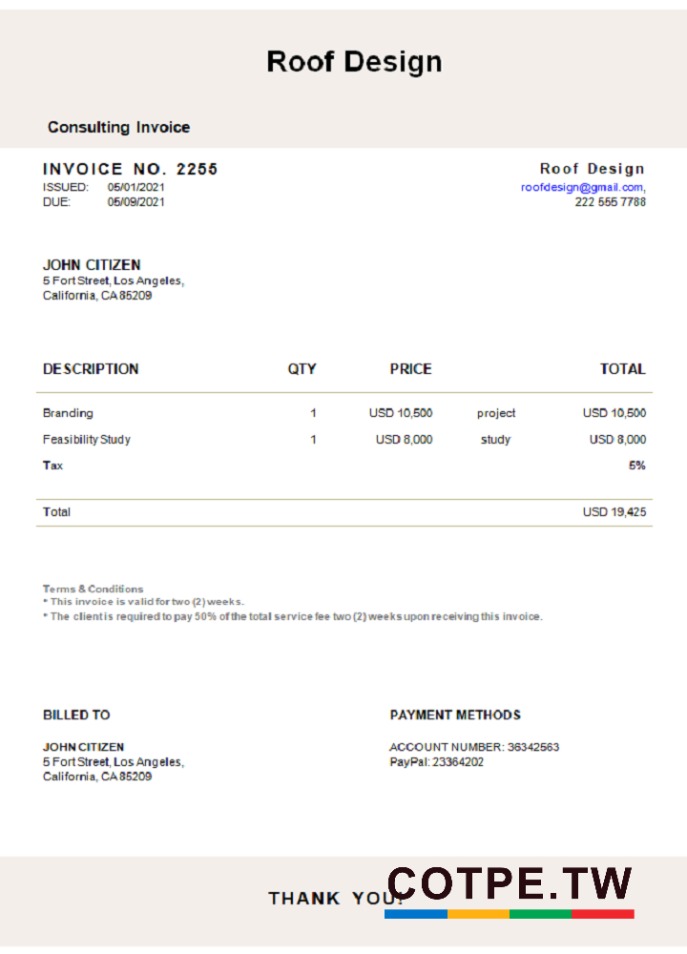 Roof Design
Consulting Invoice
INVOICE NO. 2255
Roof Design
ISSUED: 05/01/2021
roofdesign@gmail.com,
DUE: 05/09/2021
222 555 7788
JOHN CITIZEN
5 Fort Street, Los Angeles,
California, CA 85209
DESCRIPTION QTY PRICE TOTAL
Branding 1 USD 10,500 project USD 10,500
Feasibility Study 1 USD 8,000 study USD 8,000
Tax 5%
Total USD 19,425
Terms & Conditions
* This invoice is valid for two (2) weeks.
* The client is required to pay 50% of the total service fee two (2) weeks upon receiving this invoice.
BILLED TO
JOHN CITIZEN
5 Fort Street, Los Angeles,
California, CA 85209
PAYMENT METHODS
ACCOUNT NUMBER: 36342563
PayPal: 23364202
THANK YOU!
COTPE.TW